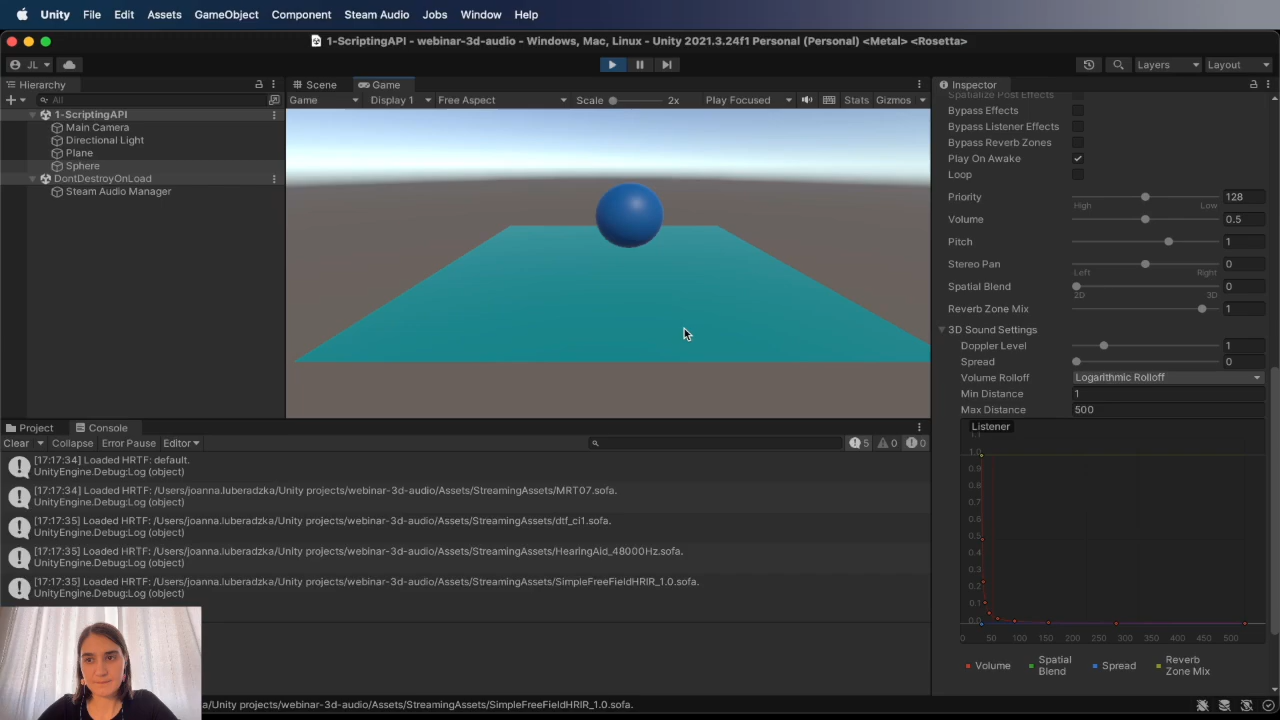 Unity File Edit Assets GameObject Component Steam Audio Jobs Window Help
1-ScriptingAPI - webinar-3d-audio - Windows, Mac, Linux - Unity 2021.3.24f1 Personal (Personal) <Metal> <Rosetta>
JL Layers Layout
Hierarchy Scene Game Inspector
All Game Display 1 Free Aspect Scale 2x Play Focused Stats Gizmos
Spatialize Post Effects
1-ScriptingAPI
Main Camera
Directional Light
Plane
Sphere
DontDestroyOnLoad
Steam Audio Manager
Bypass Effects
Bypass Listener Effects
Bypass Reverb Zones
Play On Awake
Loop
Priority 128
High Low
Volume 0.5
Pitch 1
Stereo Pan 0
Left Right
Spatial Blend 0
2D 3D
Reverb Zone Mix 1
3D Sound Settings
Doppler Level 1
Spread 0
Volume Rolloff Logarithmic Rolloff
Min Distance 1
Max Distance 500
Listener
1.1
1.0
0.9
0.8
0.7
0.6
0.5
0.4
0.3
0.2
0.1
0.0
0 50 100 150 200 250 300 350 400 450 500
Volume Spatial Blend Spread Reverb Zone Mix
Project Console
Clear Collapse Error Pause Editor 5 0 0
[17:17:34] Loaded HRTF: default.
UnityEngine.Debug:Log (object)
[17:17:34] Loaded HRTF: /Users/joanna.luberadzka/Unity projects/webinar-3d-audio/Assets/StreamingAssets/MRT07.sofa.
UnityEngine.Debug:Log (object)
[17:17:35] Loaded HRTF: /Users/joanna.luberadzka/Unity projects/webinar-3d-audio/Assets/StreamingAssets/dtf_ci1.sofa.
UnityEngine.Debug:Log (object)
[17:17:35] Loaded HRTF: /Users/joanna.luberadzka/Unity projects/webinar-3d-audio/Assets/StreamingAssets/HearingAid_48000Hz.sofa.
UnityEngine.Debug:Log (object)
[17:17:35] Loaded HRTF: /Users/joanna.luberadzka/Unity projects/webinar-3d-audio/Assets/StreamingAssets/SimpleFreeFieldHRIR_1.0.sofa.
UnityEngine.Debug:Log (object)
a/Unity projects/webinar-3d-audio/Assets/StreamingAssets/SimpleFreeFieldHRIR_1.0.sofa.